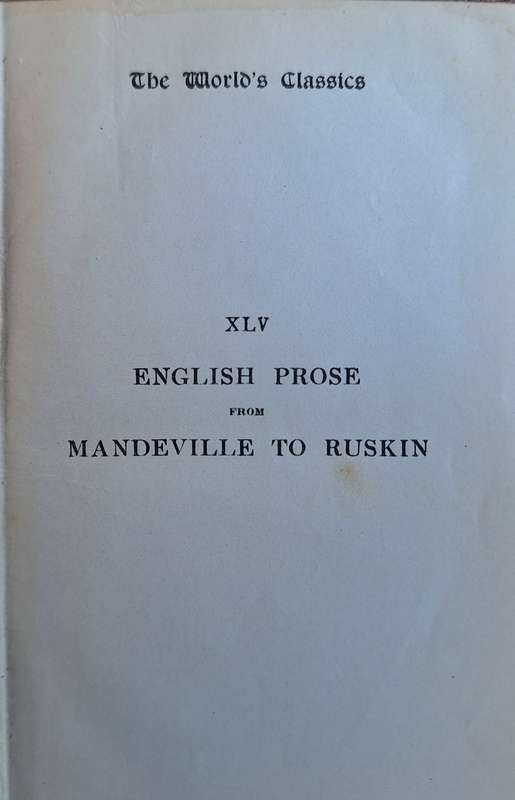 The World's Classics
XLV
ENGLISH PROSE
FROM
MANDEVILLE TO RUSKIN